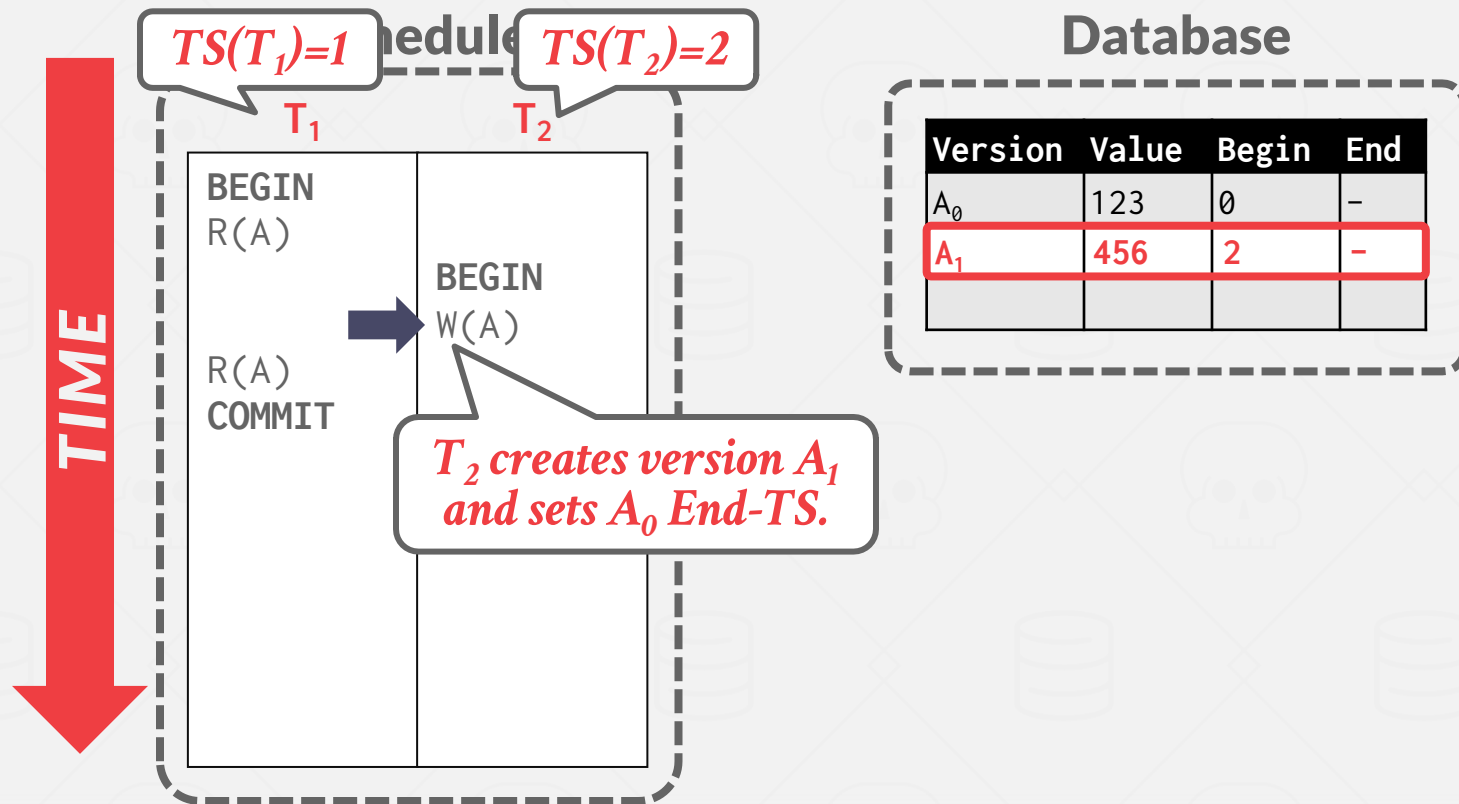 TS(T₁)=1
hedule
TS(T₂)=2
Database
T₁
T₂
TIME
BEGIN
R(A)
BEGIN
W(A)
R(A)
COMMIT
T₂ creates version A₁
and sets A₀ End-TS.
Version Value Begin End
A₀ 123 0 –
A₁ 456 2 –